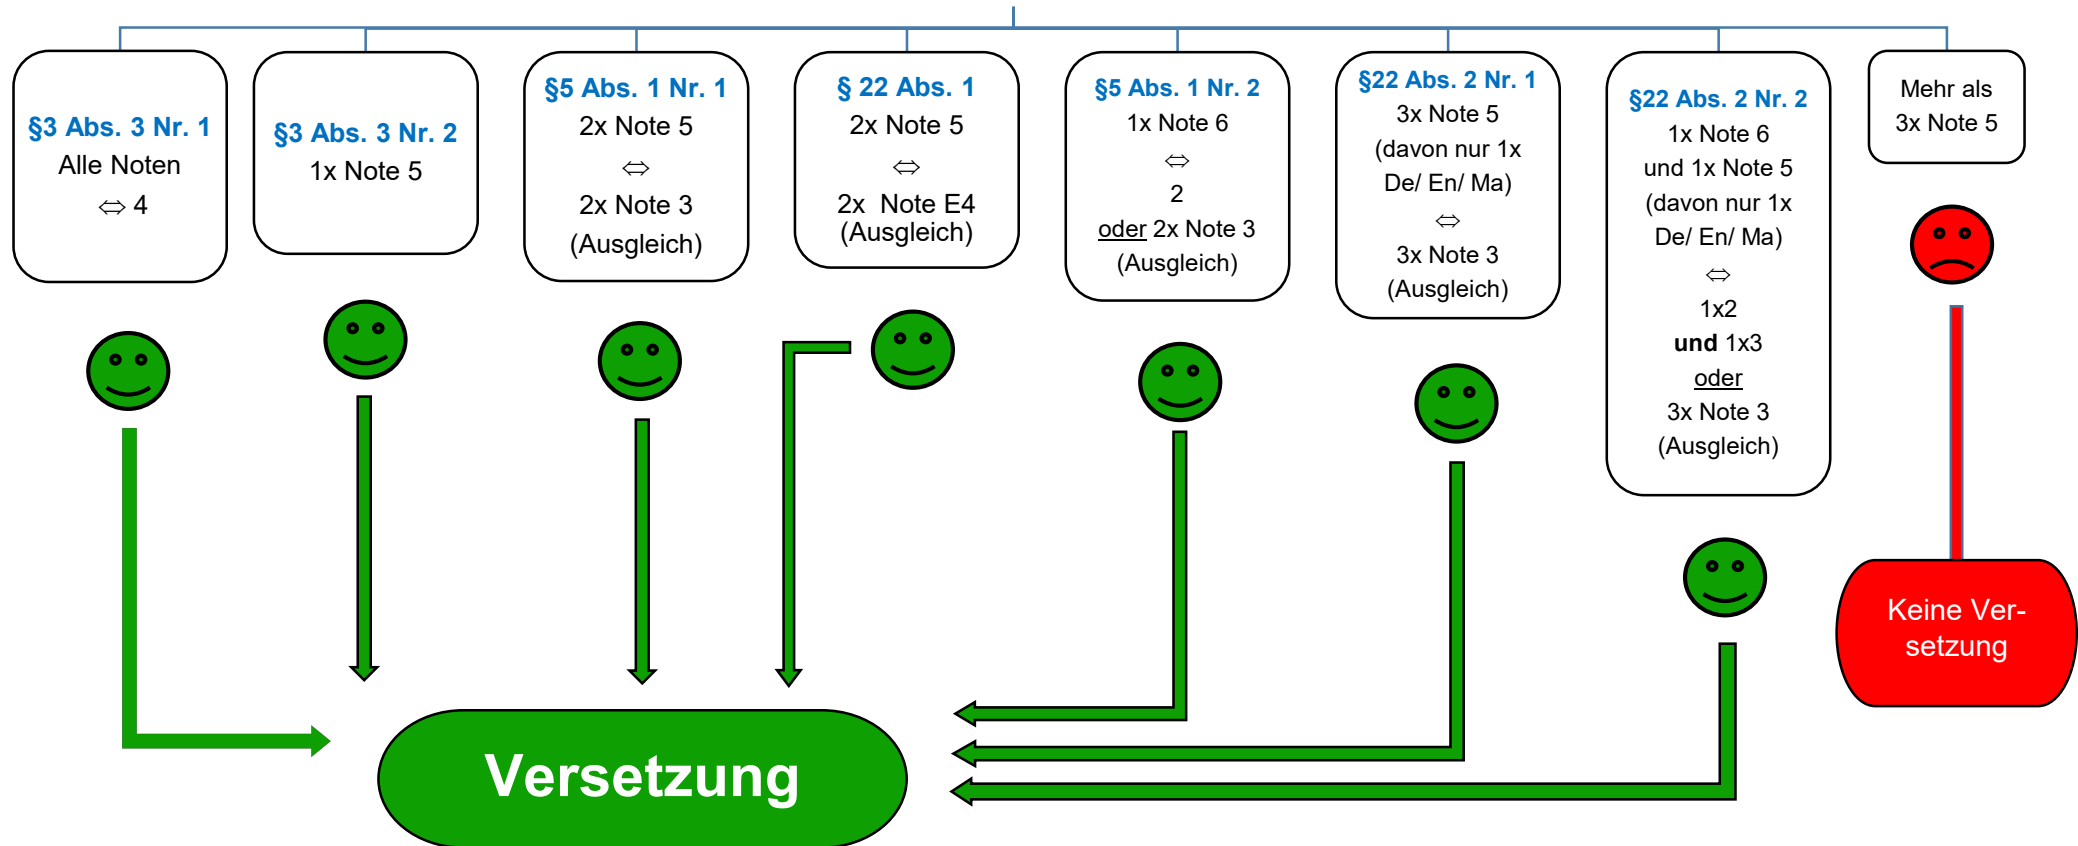 §3 Abs. 3 Nr. 1
Alle Noten
⇔ 4
§3 Abs. 3 Nr. 2
1x Note 5
§5 Abs. 1 Nr. 1
2x Note 5
⇔
2x Note 3
(Ausgleich)
§ 22 Abs. 1
2x Note 5
⇔
2x Note E4
(Ausgleich)
§5 Abs. 1 Nr. 2
1x Note 6
⇔
2
oder 2x Note 3
(Ausgleich)
§22 Abs. 2 Nr. 1
3x Note 5
(davon nur 1x
De/ En/ Ma)
⇔
3x Note 3
(Ausgleich)
§22 Abs. 2 Nr. 2
1x Note 6
und 1x Note 5
(davon nur 1x
De/ En/ Ma)
⇔
1x2
und 1x3
oder
3x Note 3
(Ausgleich)
Mehr als
3x Note 5
Keine Ver-
setzung
Versetzung